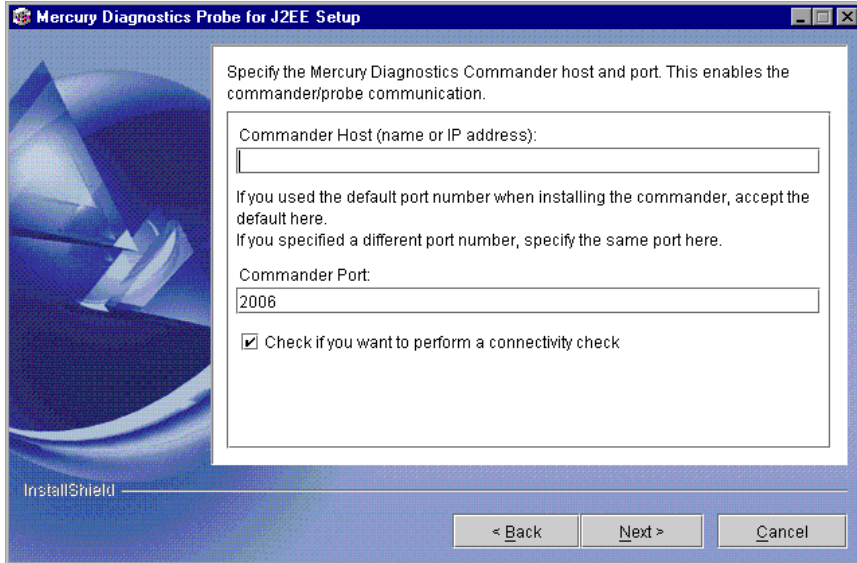 Mercury Diagnostics Probe for J2EE Setup
Specify the Mercury Diagnostics Commander host and port. This enables the
commander/probe communication.
Commander Host (name or IP address):
If you used the default port number when installing the commander, accept the
default here.
If you specified a different port number, specify the same port here.
Commander Port:
2006
Check if you want to perform a connectivity check
InstallShield
< Back
Next >
Cancel